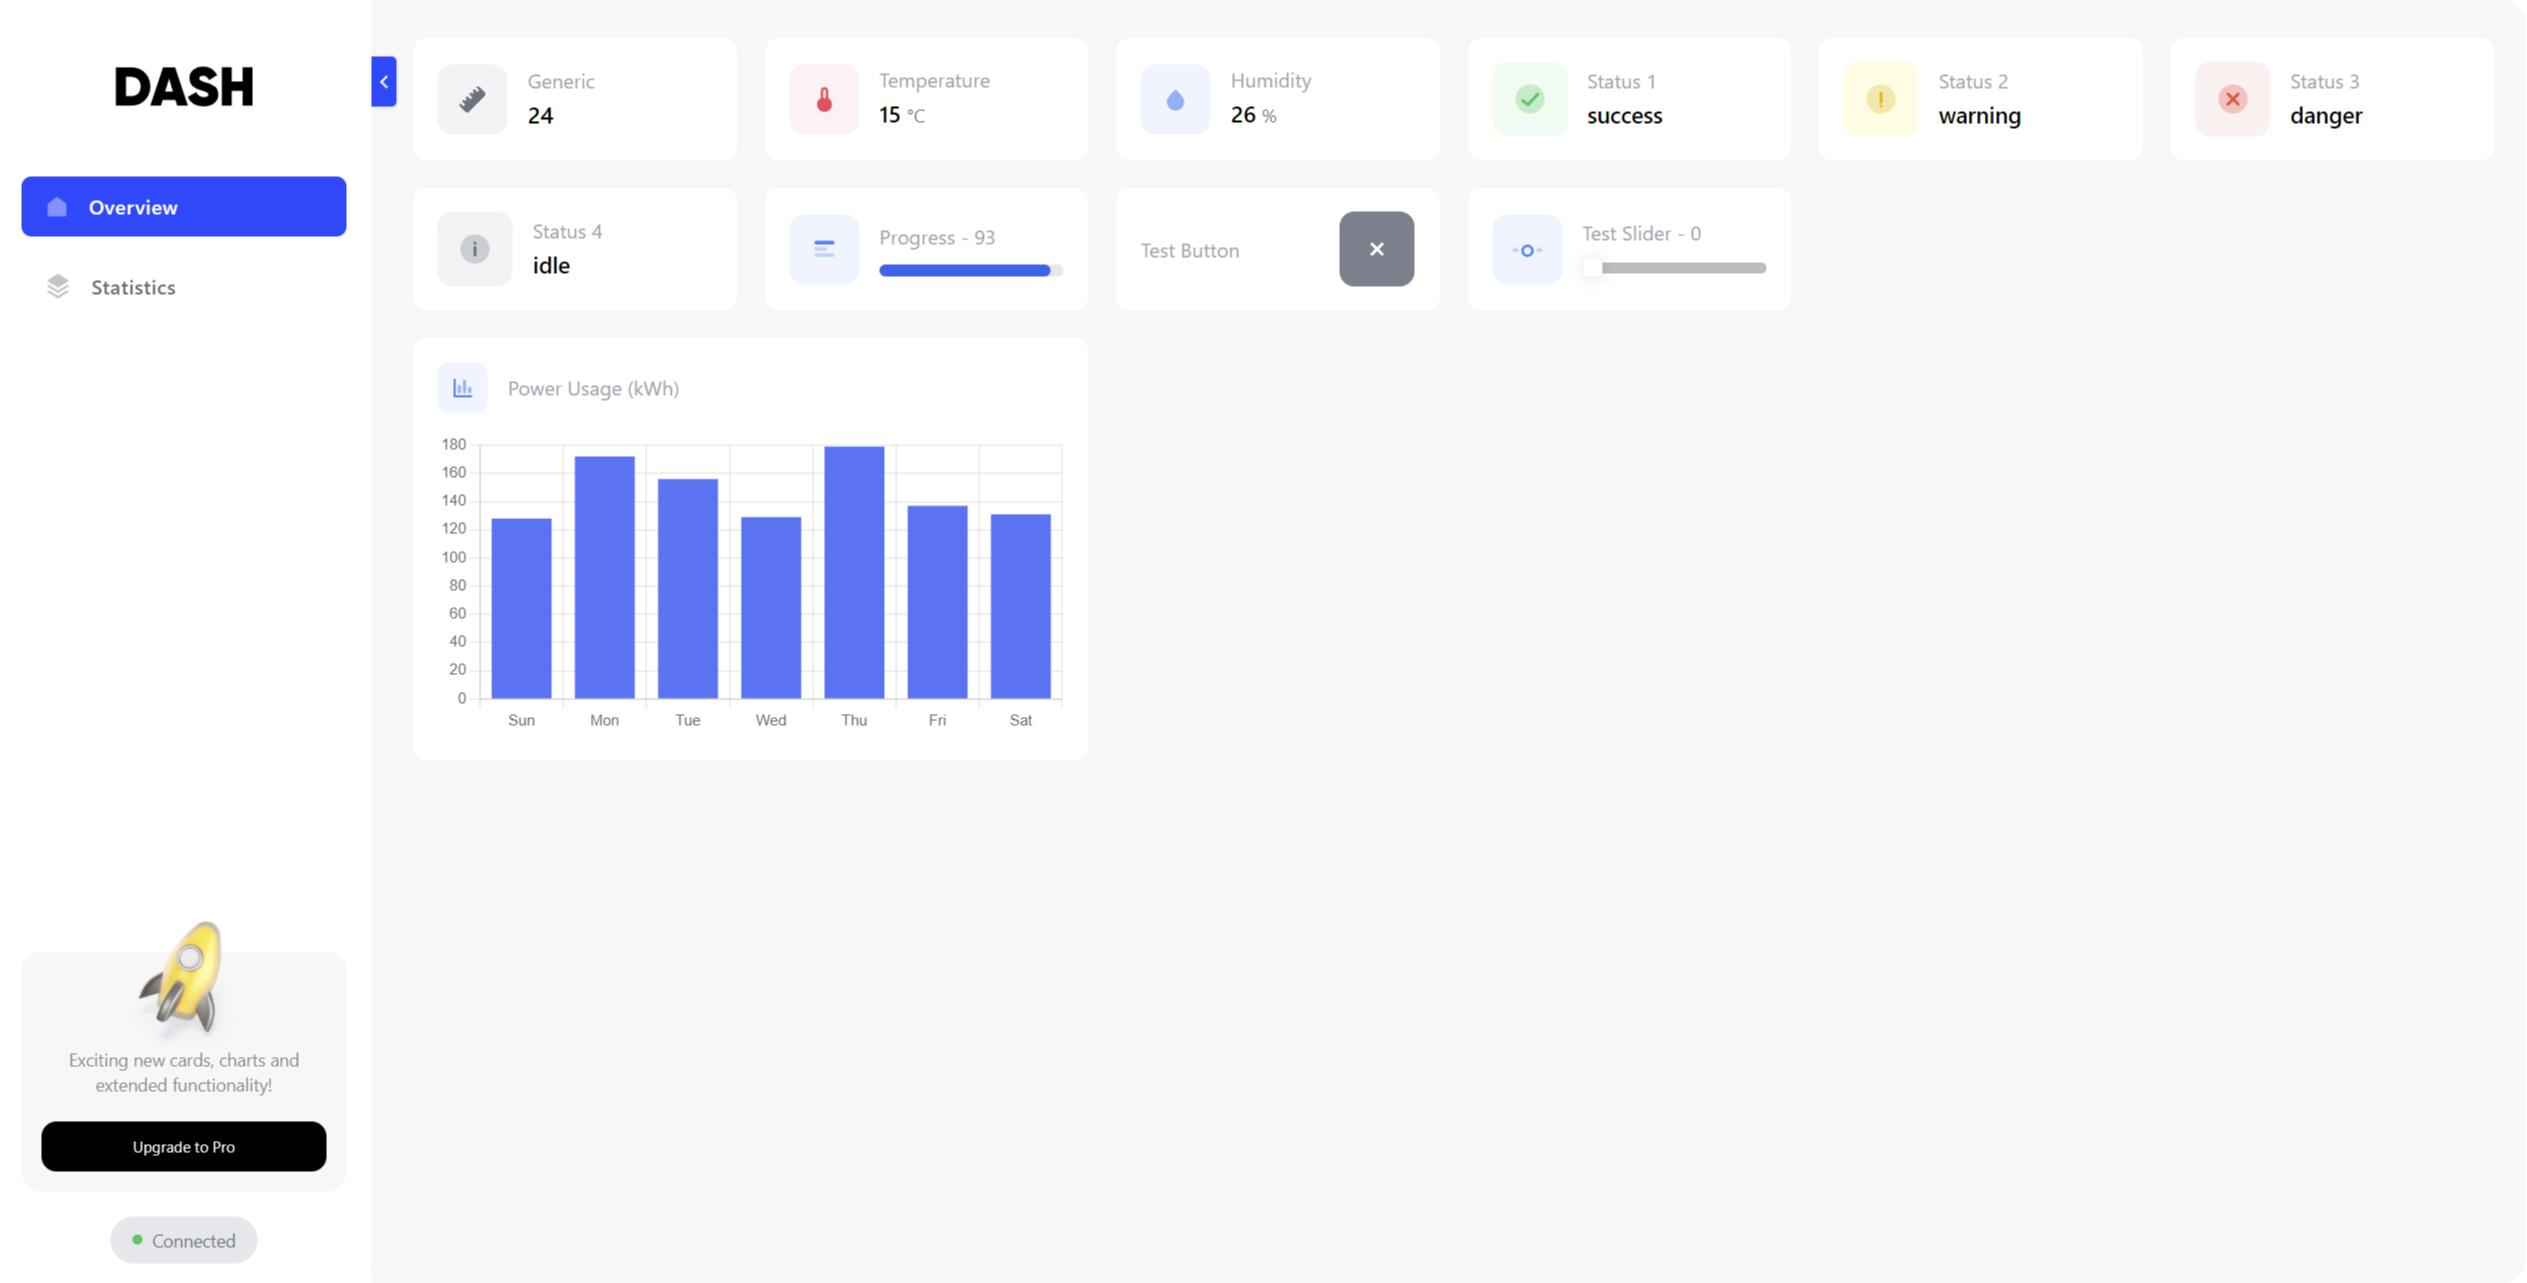 DASH
Overview
Statistics
Exciting new cards, charts and
extended functionality!
Upgrade to Pro
Connected
Generic
24
Temperature
15 °C
Humidity
26 %
Status 1
success
Status 2
warning
Status 3
danger
Status 4
idle
Progress - 93
Test Button
Test Slider - 0
Power Usage (kWh)
180
160
140
120
100
80
60
40
20
0
Sun Mon Tue Wed Thu Fri Sat